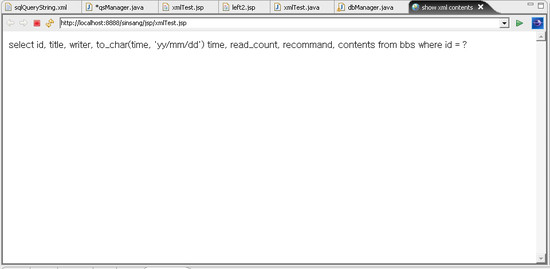 sqlQueryString.xml
*qsManager.java
xmlTest.jsp
left2.jsp
xmlTest.java
dbManager.java
show xml contents
http://localhost:8888/sinsang/jsp/xmlTest.jsp
select id, title, writer, to_char(time, 'yy/mm/dd') time, read_count, recommand, contents from bbs where id = ?